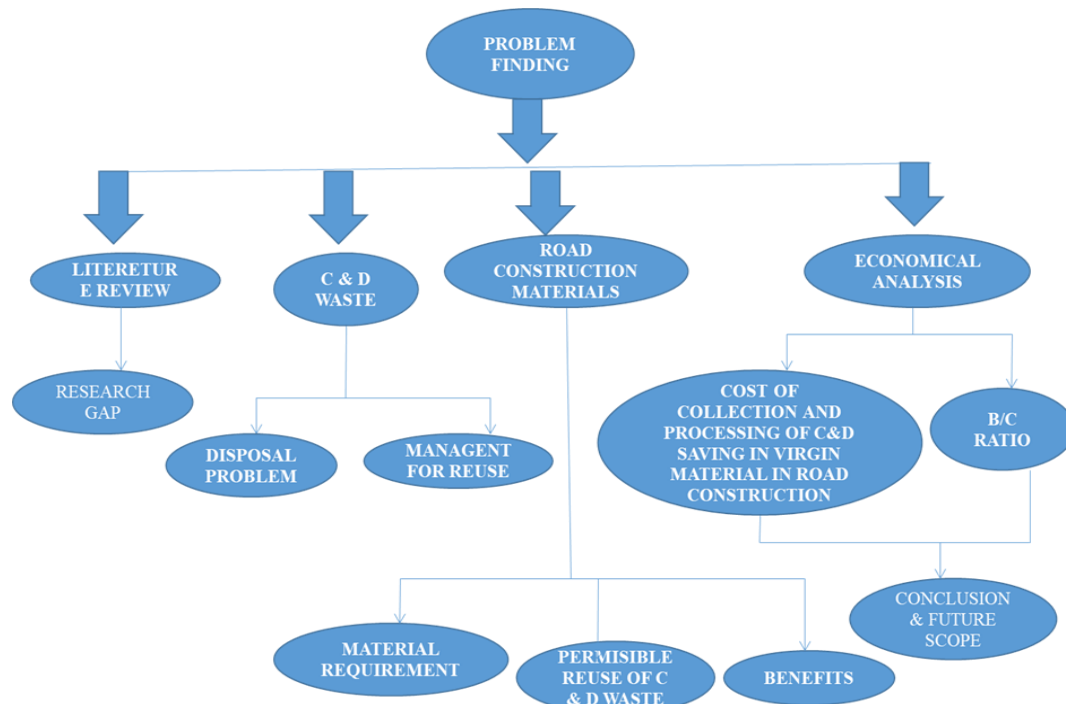 PROBLEM
FINDING
LITERETUR
E REVIEW
C & D
WASTE
ROAD
CONSTRUCTION
MATERIALS
ECONOMICAL
ANALYSIS
RESEARCH
GAP
DISPOSAL
PROBLEM
MANAGENT
FOR REUSE
COST OF
COLLECTION AND
PROCESSING OF C&D
SAVING IN VIRGIN
MATERIAL IN ROAD
CONSTRUCTION
B/C
RATIO
MATERIAL
REQUIREMENT
PERMISIBLE
REUSE OF C
& D WASTE
BENEFITS
CONCLUSION
& FUTURE
SCOPE